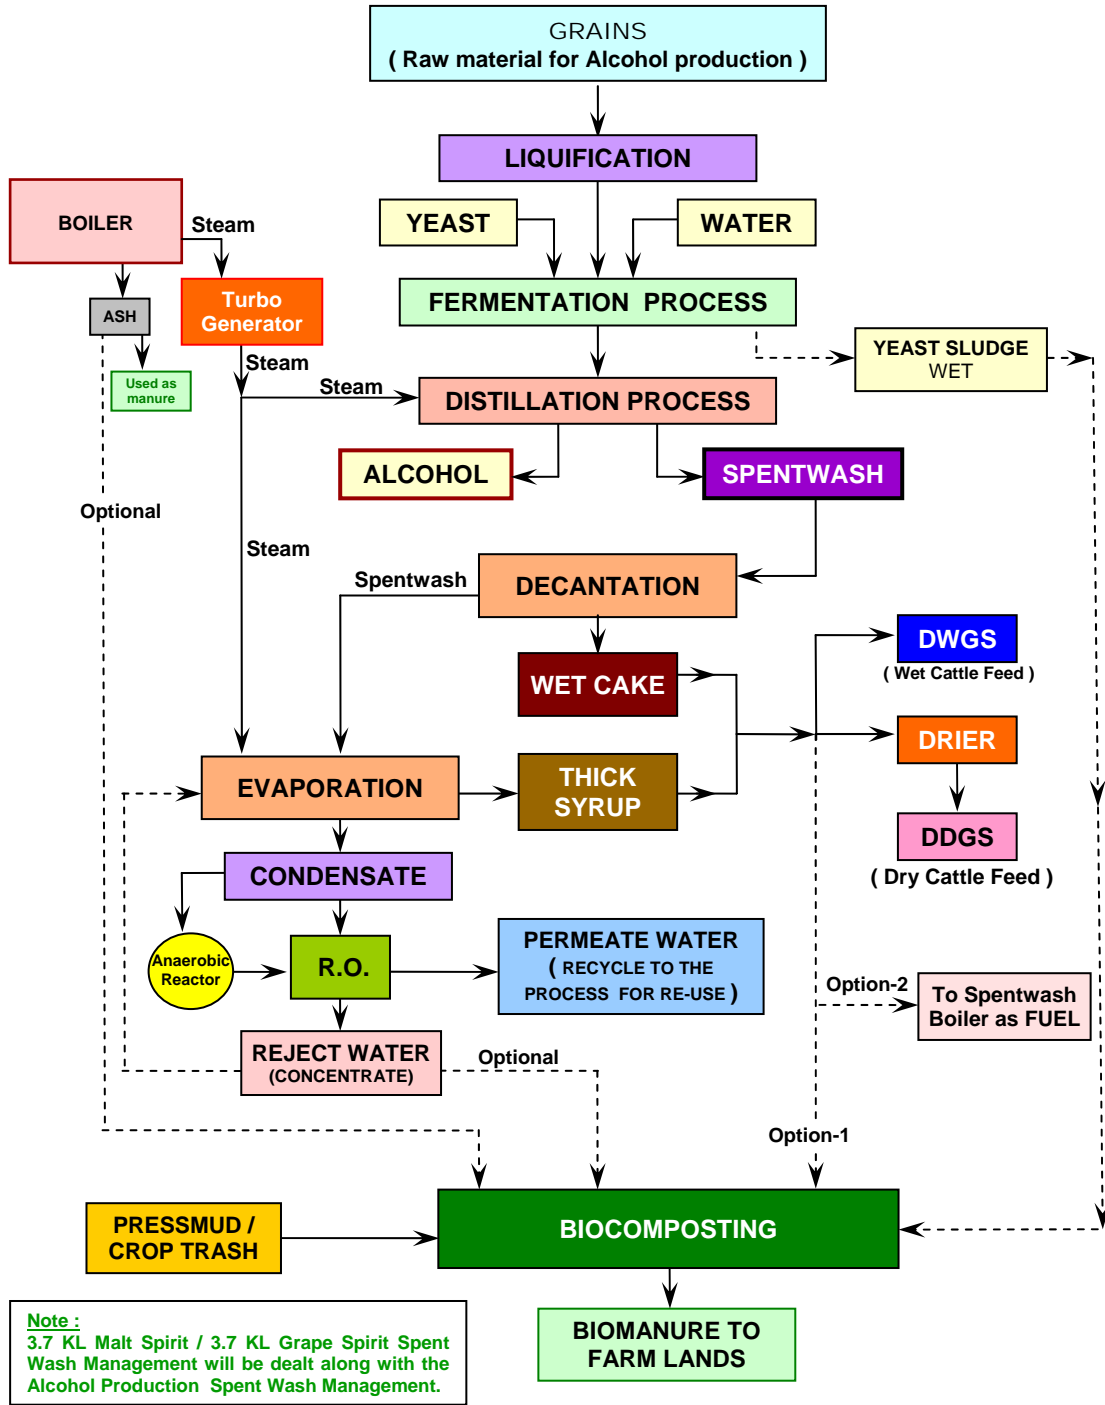 GRAINS
( Raw material for Alcohol production )
LIQUIFICATION
BOILER
Steam
YEAST
WATER
Turbo
Generator
FERMENTATION PROCESS
ASH
YEAST SLUDGE
WET
Steam
Used as
manure
Steam
DISTILLATION PROCESS
ALCOHOL
SPENTWASH
Optional
Steam
Spentwash
DECANTATION
DWGS
( Wet Cattle Feed )
WET CAKE
DRIER
EVAPORATION
THICK
SYRUP
DDGS
( Dry Cattle Feed )
CONDENSATE
Anaerobic
Reactor
R.O.
PERMEATE WATER
( RECYCLE TO THE
PROCESS FOR RE-USE )
Option-2
To Spentwash
Boiler as FUEL
REJECT WATER
(CONCENTRATE)
Optional
Option-1
PRESSMUD /
CROP TRASH
BIOCOMPOSTING
BIOMANURE TO
FARM LANDS
Note :
3.7 KL Malt Spirit / 3.7 KL Grape Spirit Spent
Wash Management will be dealt along with the
Alcohol Production Spent Wash Management.